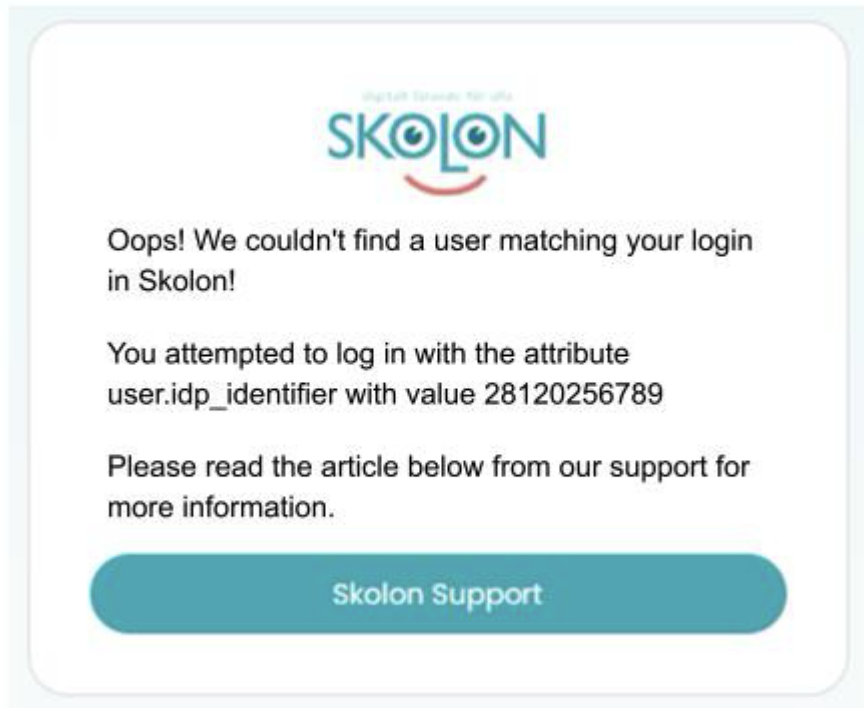 SKOLON
Oops! We couldn't find a user matching your login
in Skolon!
You attempted to log in with the attribute
user.idp_identifier with value 28120256789
Please read the article below from our support for
more information.
Skolon Support